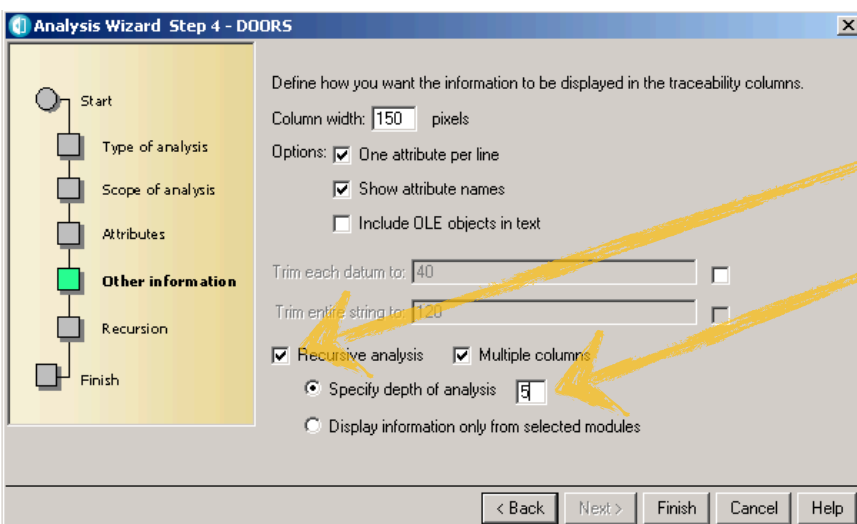 Analysis Wizard Step 4 - DOORS
Start
Type of analysis
Scope of analysis
Attributes
Other information
Recursion
Finish
Define how you want the information to be displayed in the traceability columns.
Column width: 150 pixels
Options: One attribute per line
Show attribute names
Include OLE objects in text
Trim each datum to: 40
Trim entire string to: 120
Recursive analysis Multiple columns
Specify depth of analysis 5
Display information only from selected modules
< Back Next > Finish Cancel Help